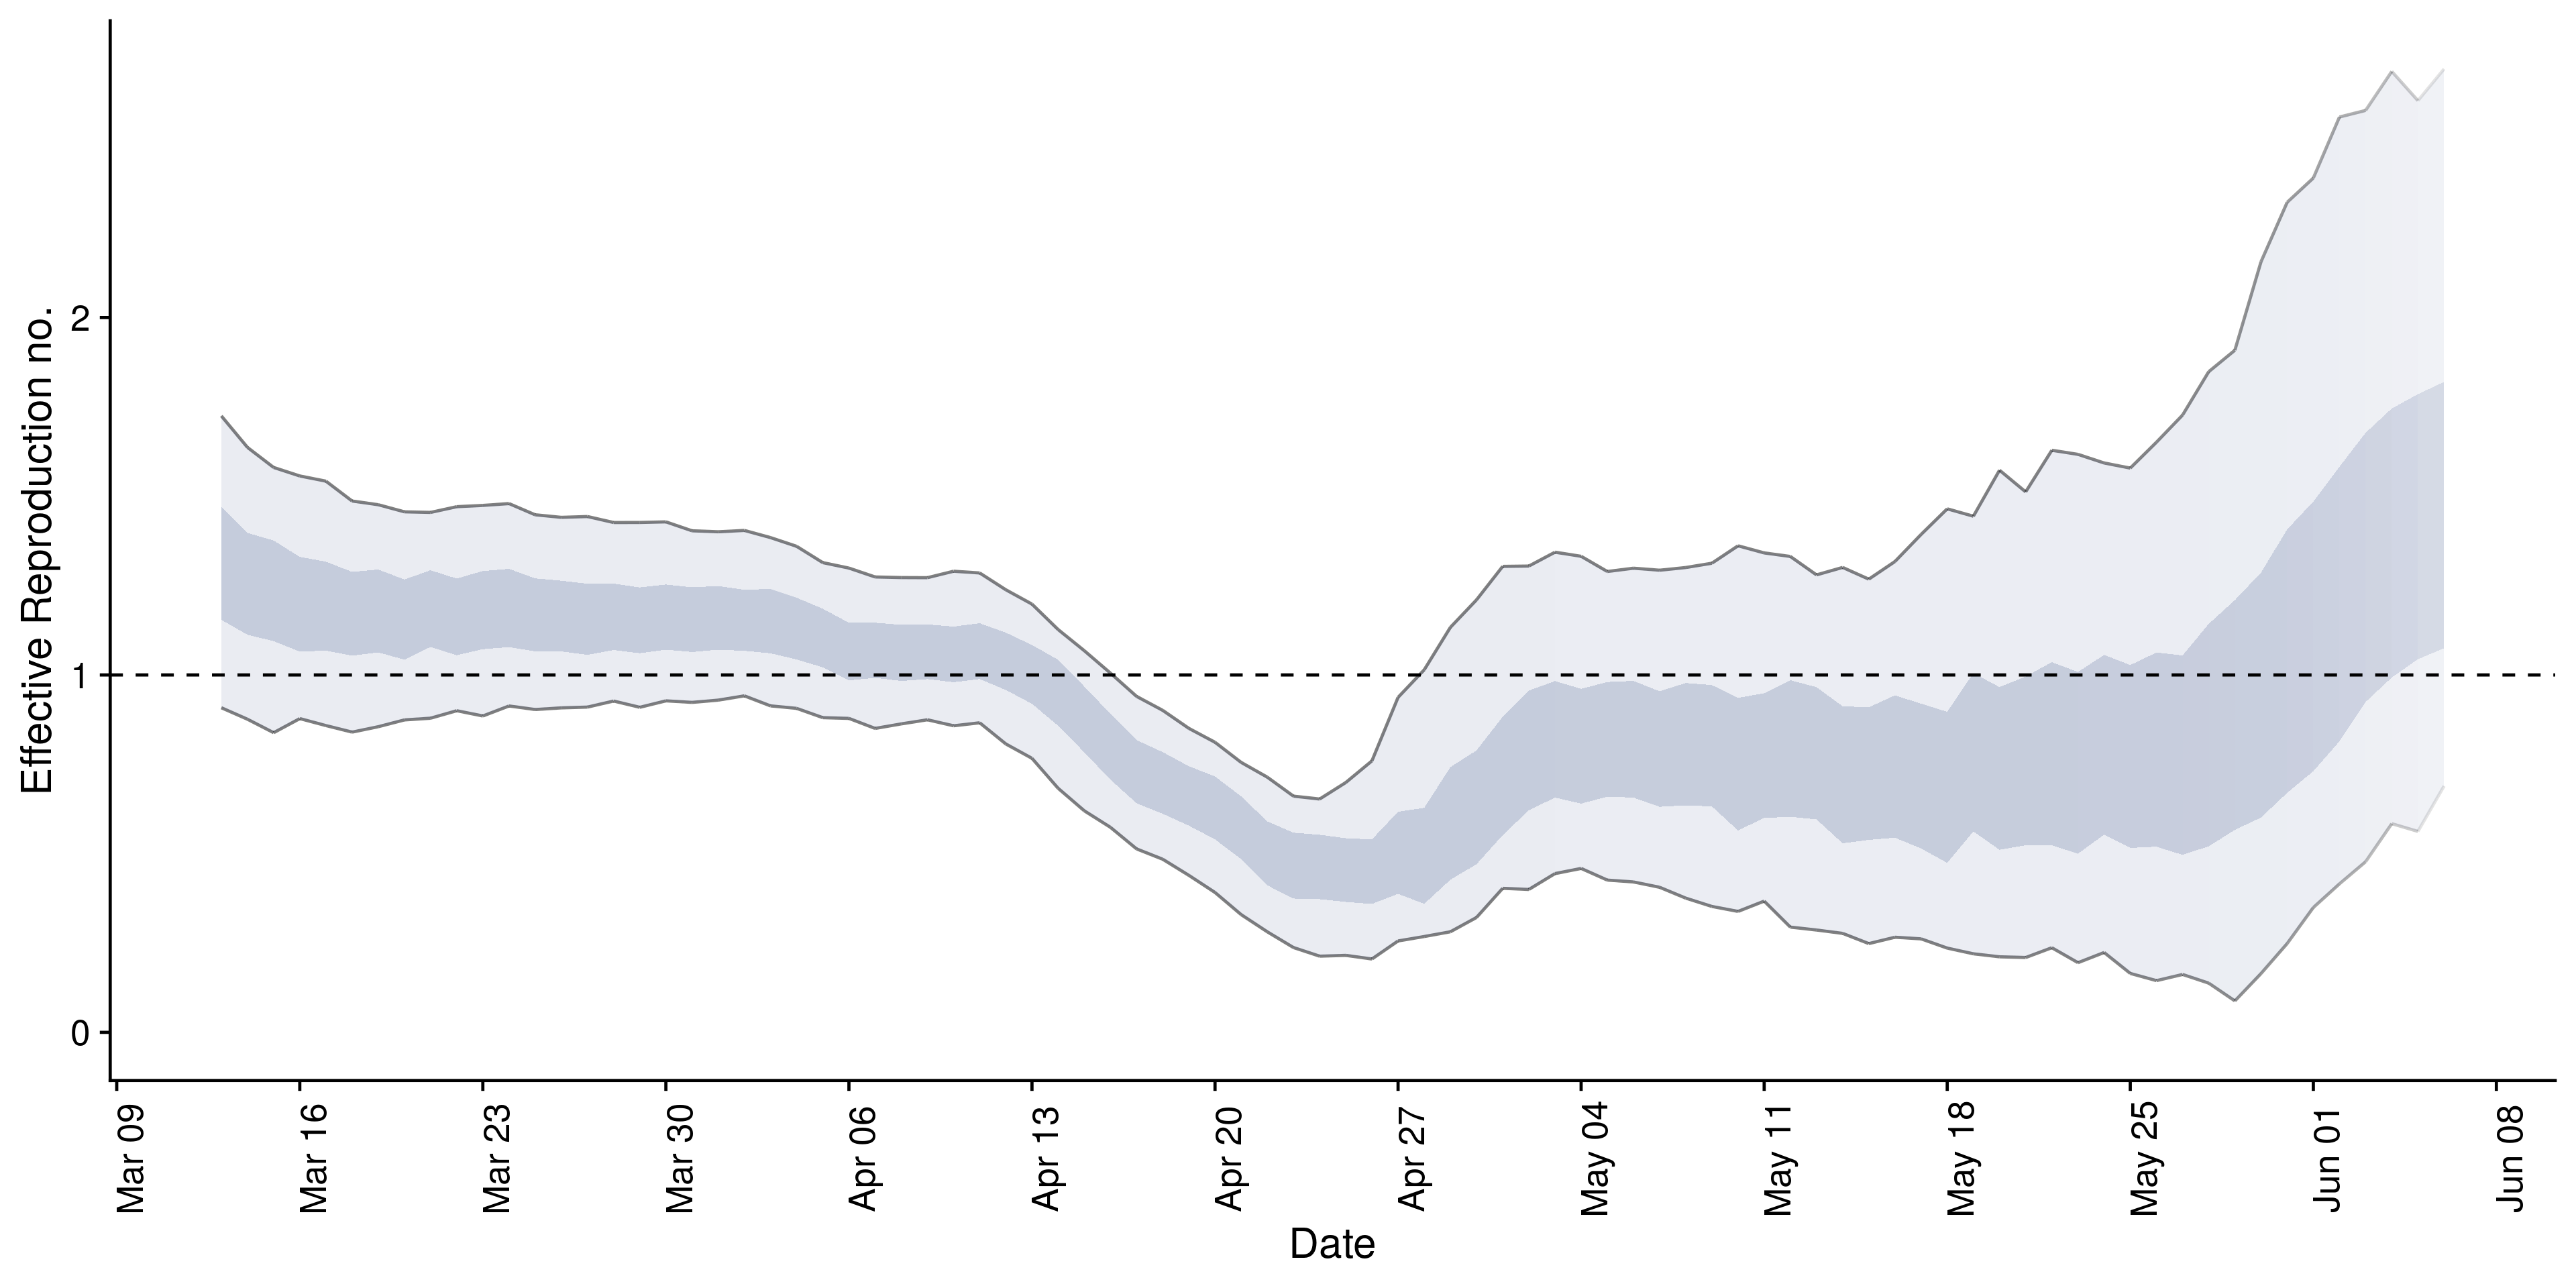 Effective Reproduction no.
2
1
0
Mar 09
Mar 16
Mar 23
Mar 30
Apr 06
Apr 13
Apr 20
Apr 27
May 04
May 11
May 18
May 25
Jun 01
Jun 08
Date